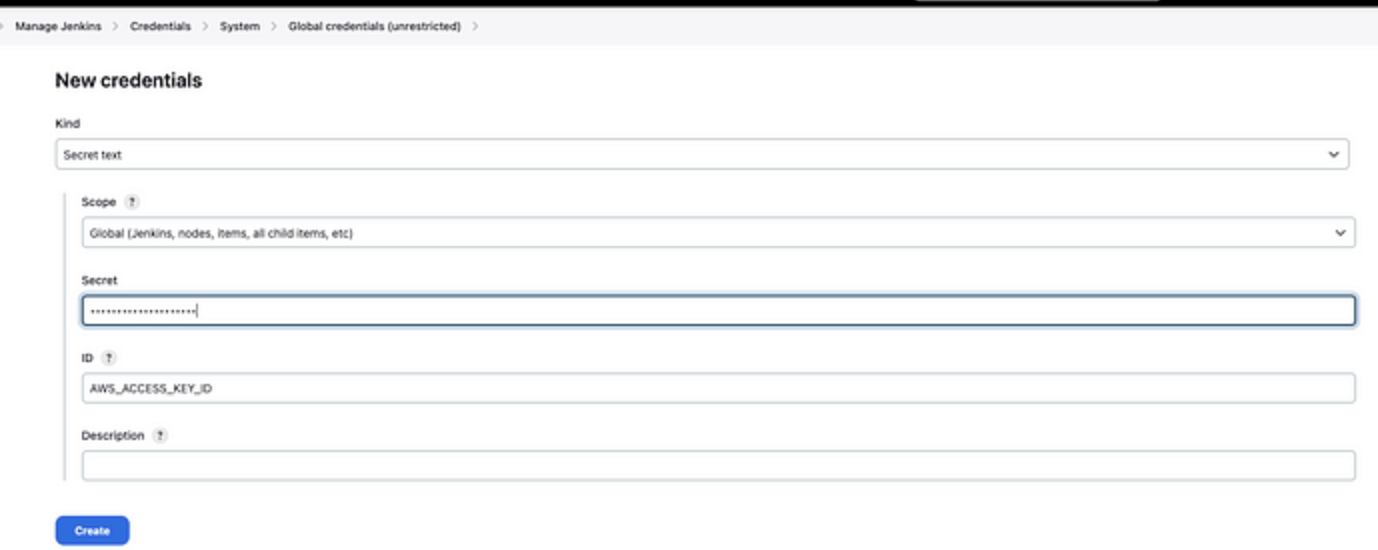 Manage Jenkins > Credentials > System > Global credentials (unrestricted) >
New credentials
Kind
Secret text
Scope ?
Global (Jenkins, nodes, items, all child items, etc)
Secret
ID ?
AWS_ACCESS_KEY_ID
Description ?
Create